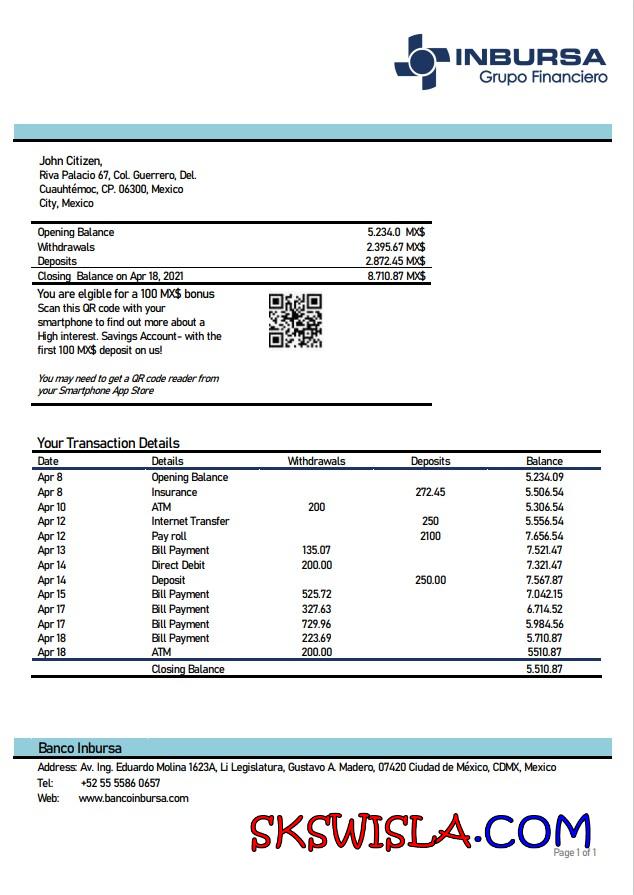 INBURSA
Grupo Financiero
John Citizen,
Riva Palacio 67, Col. Guerrero, Del.
Cuauhtémoc, CP. 06300, Mexico
City, Mexico
Opening Balance 5.234.0 MX$
Withdrawals 2.395.67 MX$
Deposits 2.872.45 MX$
Closing Balance on Apr 18, 2021 8.710.87 MX$
You are elgible for a 100 MX$ bonus
Scan this QR code with your
smartphone to find out more about a
High interest. Savings Account- with the
first 100 MX$ deposit on us!
You may need to get a QR code reader from
your Smartphone App Store
Your Transaction Details
Date Details Withdrawals Deposits Balance
Apr 8 Opening Balance 5.234.09
Apr 8 Insurance 272.45 5.506.54
Apr 10 ATM 200 5.306.54
Apr 12 Internet Transfer 250 5.556.54
Apr 12 Pay roll 2100 7.656.54
Apr 13 Bill Payment 135.07 7.521.47
Apr 14 Direct Debit 200.00 7.321.47
Apr 14 Deposit 250.00 7.567.87
Apr 15 Bill Payment 525.72 7.042.15
Apr 17 Bill Payment 327.63 6.714.52
Apr 17 Bill Payment 729.96 5.984.56
Apr 18 Bill Payment 223.69 5.710.87
Apr 18 ATM 200.00 5510.87
Closing Balance 5.510.87
Banco Inbursa
Address: Av. Ing. Eduardo Molina 1623A, Li Legislatura, Gustavo A. Madero, 07420 Ciudad de México, CDMX, Mexico
Tel: +52 55 5586 0657
Web: www.bancoinbursa.com
SKSWISLA.COM
Page 1 of 1